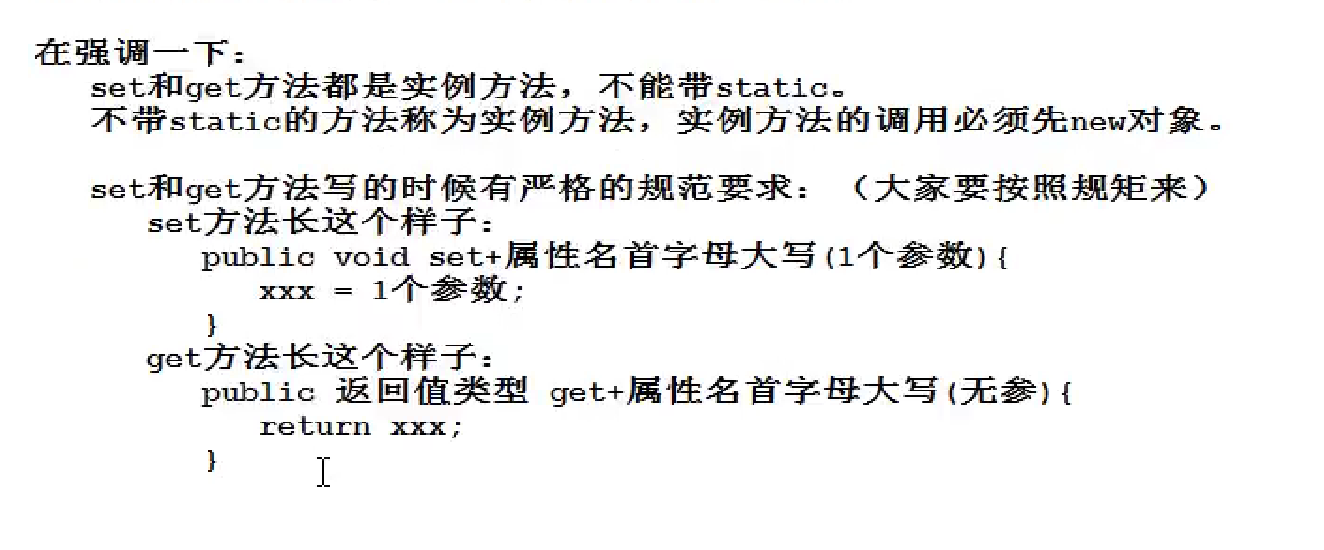 在强调一下：
set和get方法都是实例方法，不能带static。
不带static的方法称为实例方法，实例方法的调用必须先new对象。
set和get方法写的时候有严格的规范要求：（大家要按照规矩来）
set方法长这个样子：
public void set+属性名首字母大写(1个参数){
xxx = 1个参数;
}
get方法长这个样子：
public 返回值类型 get+属性名首字母大写(无参){
return xxx;
}